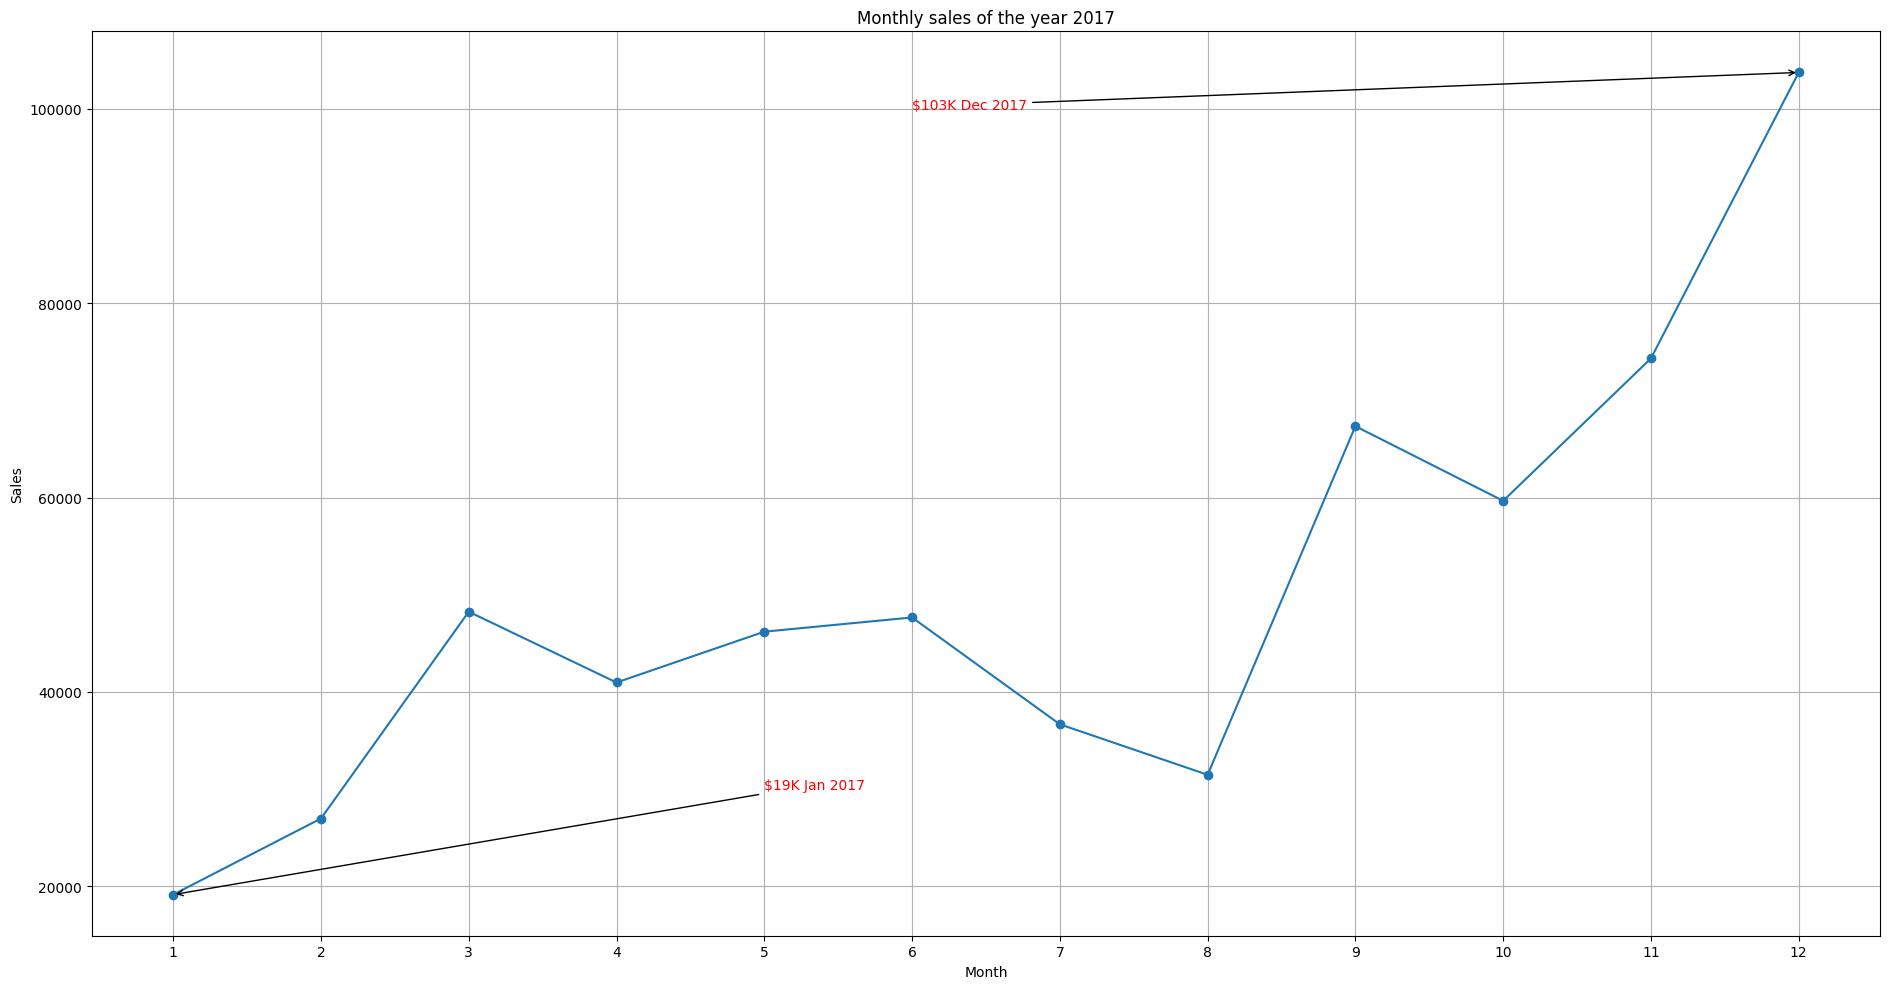 Monthly sales of the year 2017
$103K Dec 2017
100000
80000
Sales
60000
40000
$19K Jan 2017
20000
1 2 3 4 5 6 7 8 9 10 11 12
Month